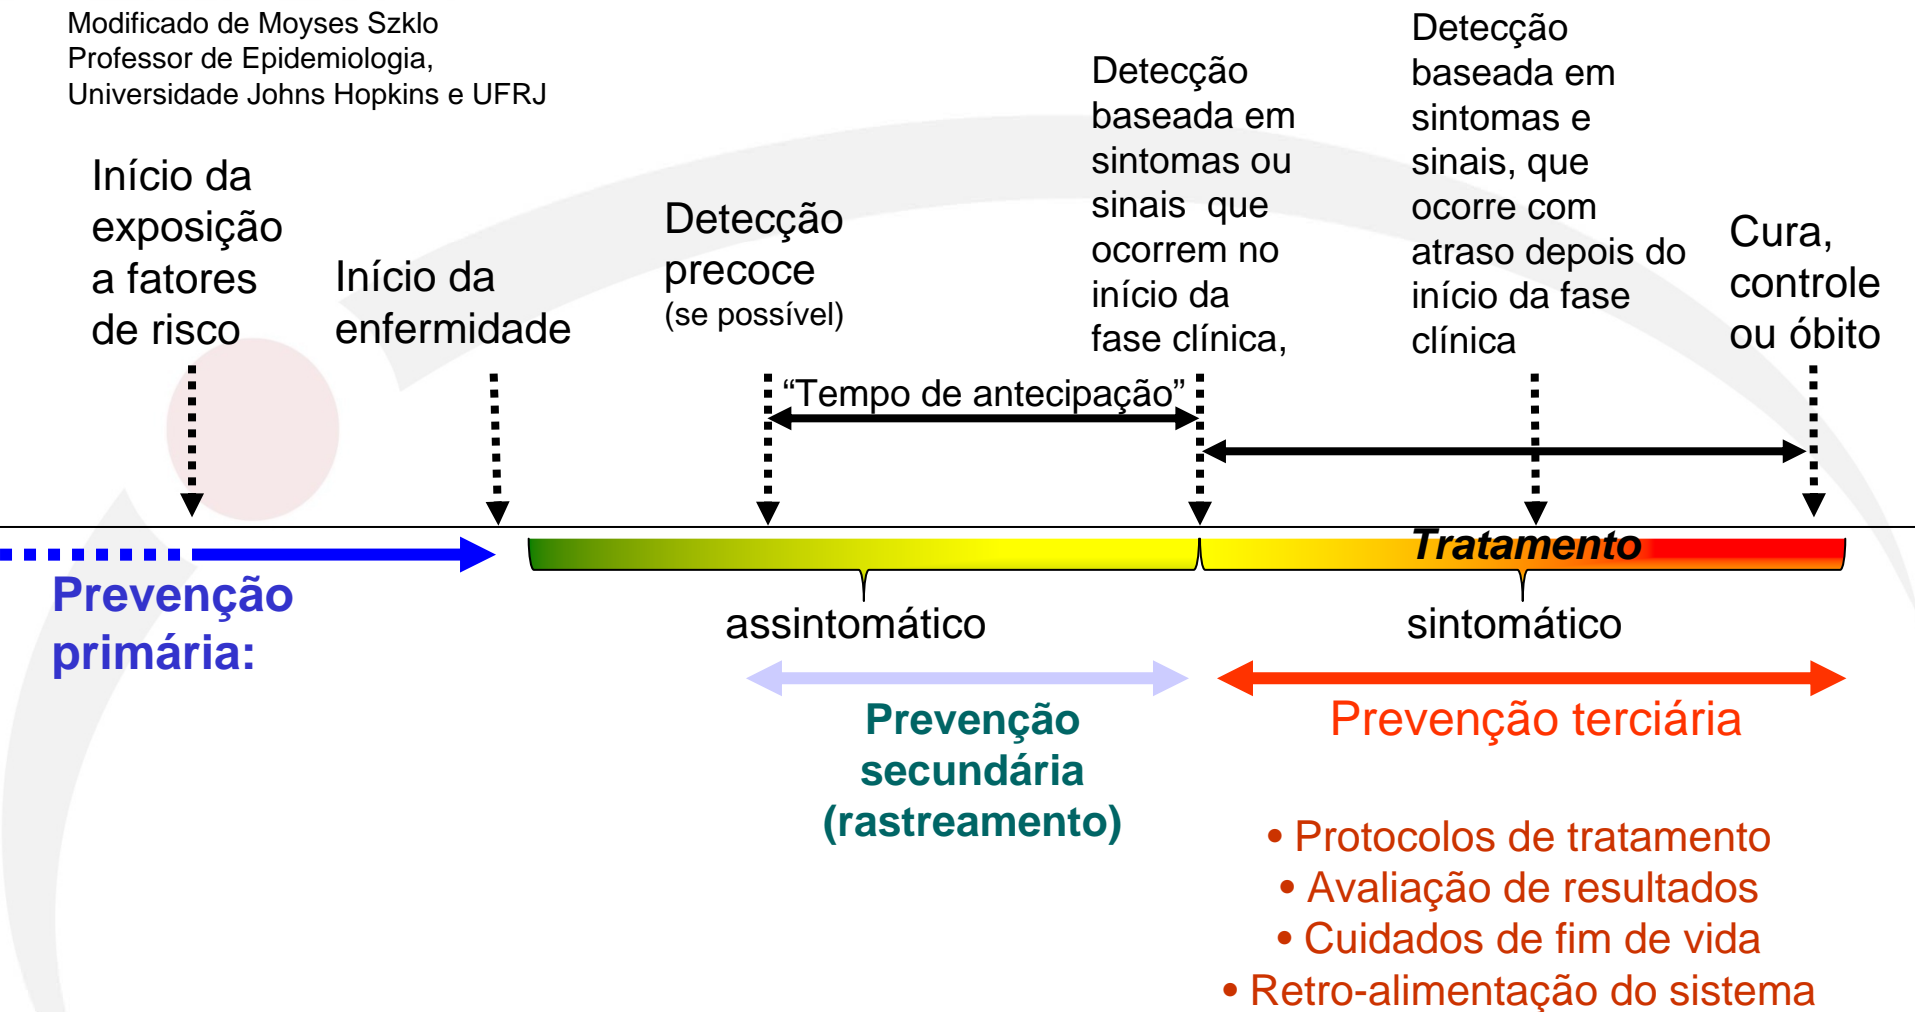 Modificado de Moyses Szklo
Professor de Epidemiologia,
Universidade Johns Hopkins e UFRJ
Início da
exposição
a fatores
de risco
Início da
enfermidade
Detecção
precoce
(se possível)
Detecção
baseada em
sintomas ou
sinais que
ocorrem no
início da
fase clínica,
Detecção
baseada em
sintomas e
sinais, que
ocorre com
atraso depois do
início da fase
clínica
Cura,
controle
ou óbito
“Tempo de antecipação”
Tratamento
Prevenção
primária:
assintomático
sintomático
Prevenção
secundária
(rastreamento)
Prevenção terciária
• Protocolos de tratamento
• Avaliação de resultados
• Cuidados de fim de vida
• Retro-alimentação do sistema